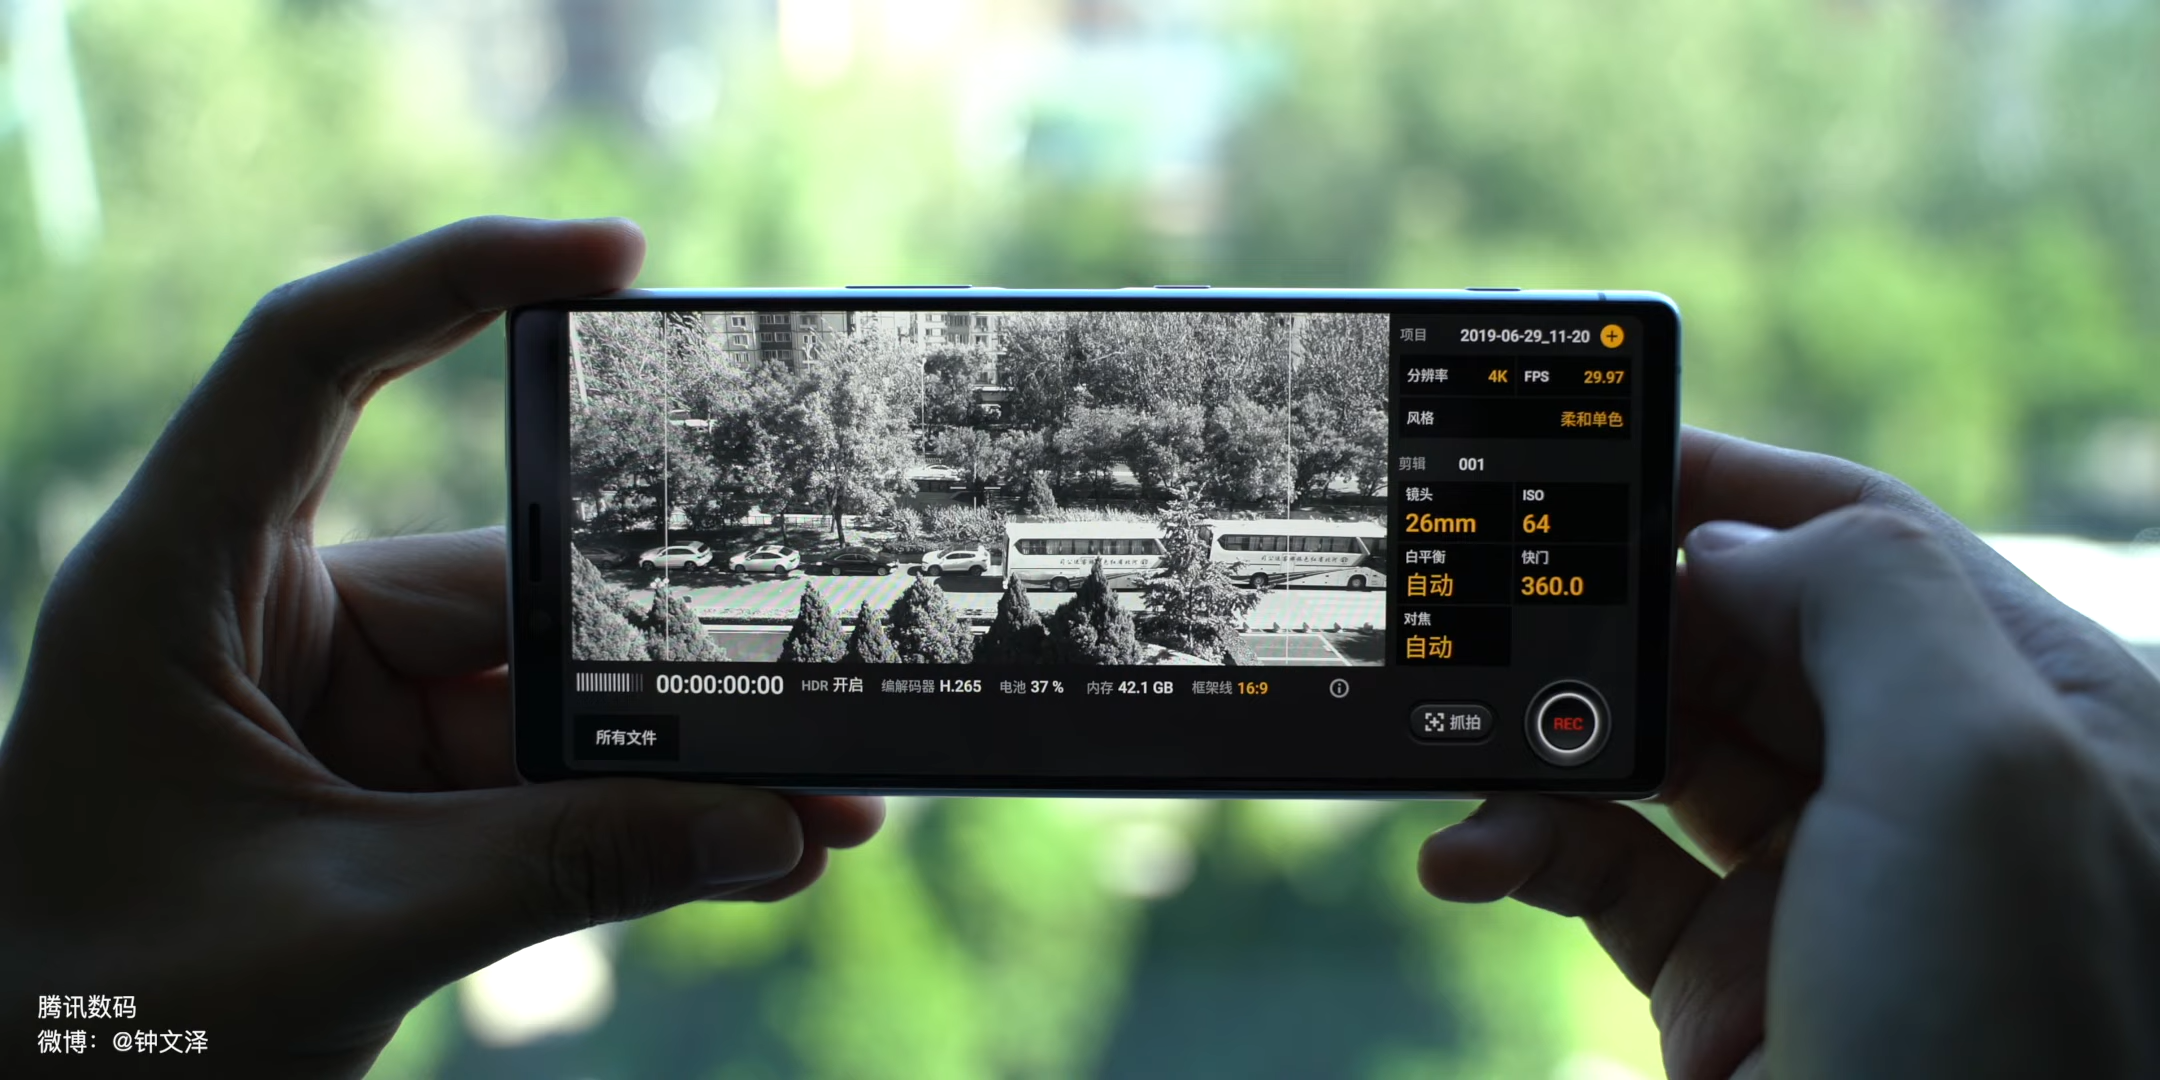 项目 2019-06-29_11-20
分辨率 4K FPS 29.97
风格 柔和单色
剪辑 001
镜头 ISO
26mm 64
白平衡 快门
自动 360.0
对焦
自动
00:00:00:00 HDR 开启 编解码器 H.265 电池 37 % 内存 42.1 GB 框架线 16:9
抓拍 REC
所有文件
腾讯数码
微博：@钟文泽